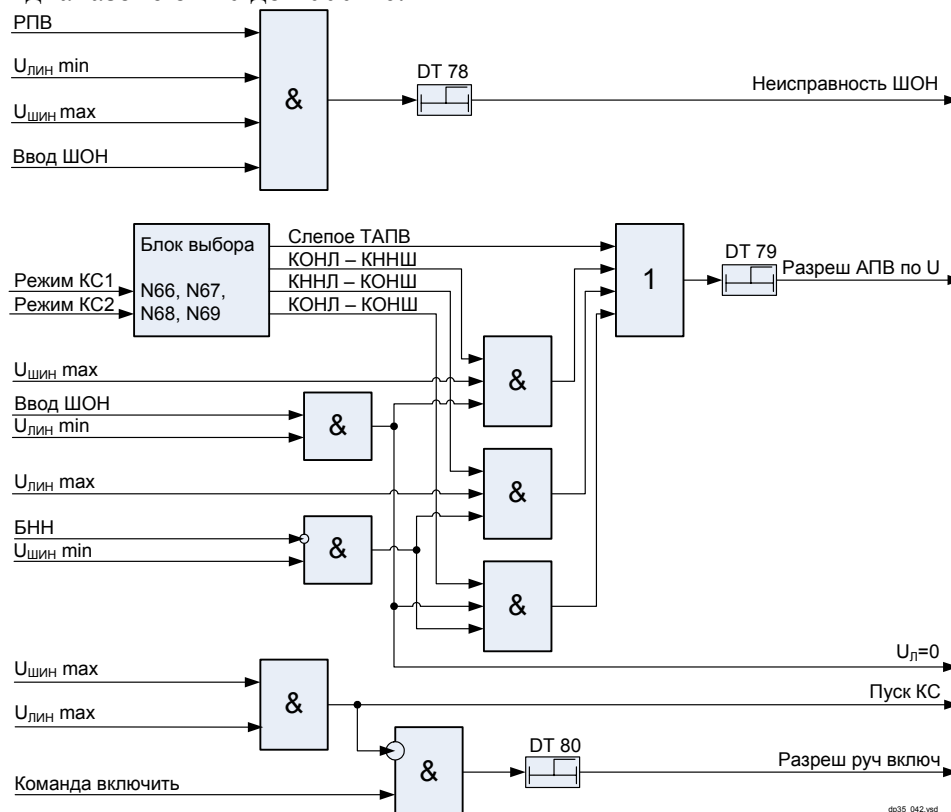 РПВ
UЛИН min
UШИН max
Ввод ШОН
&
DT 78
Неисправность ШОН
Блок выбора
N66, N67,
N68, N69
Режим КС1
Режим КС2
Слепое ТАПВ
КОНЛ – КННШ
КННЛ – КОНШ
КОНЛ – КОНШ
1
DT 79
Разреш АПВ по U
UШИН max
Ввод ШОН
UЛИН min
&
&
UЛИН max
&
БНН
UШИН min
&
&
UЛ=0
UШИН max
UЛИН max
&
Пуск КС
Команда включить
&
DT 80
Разреш руч включ
dp35_042.vsd